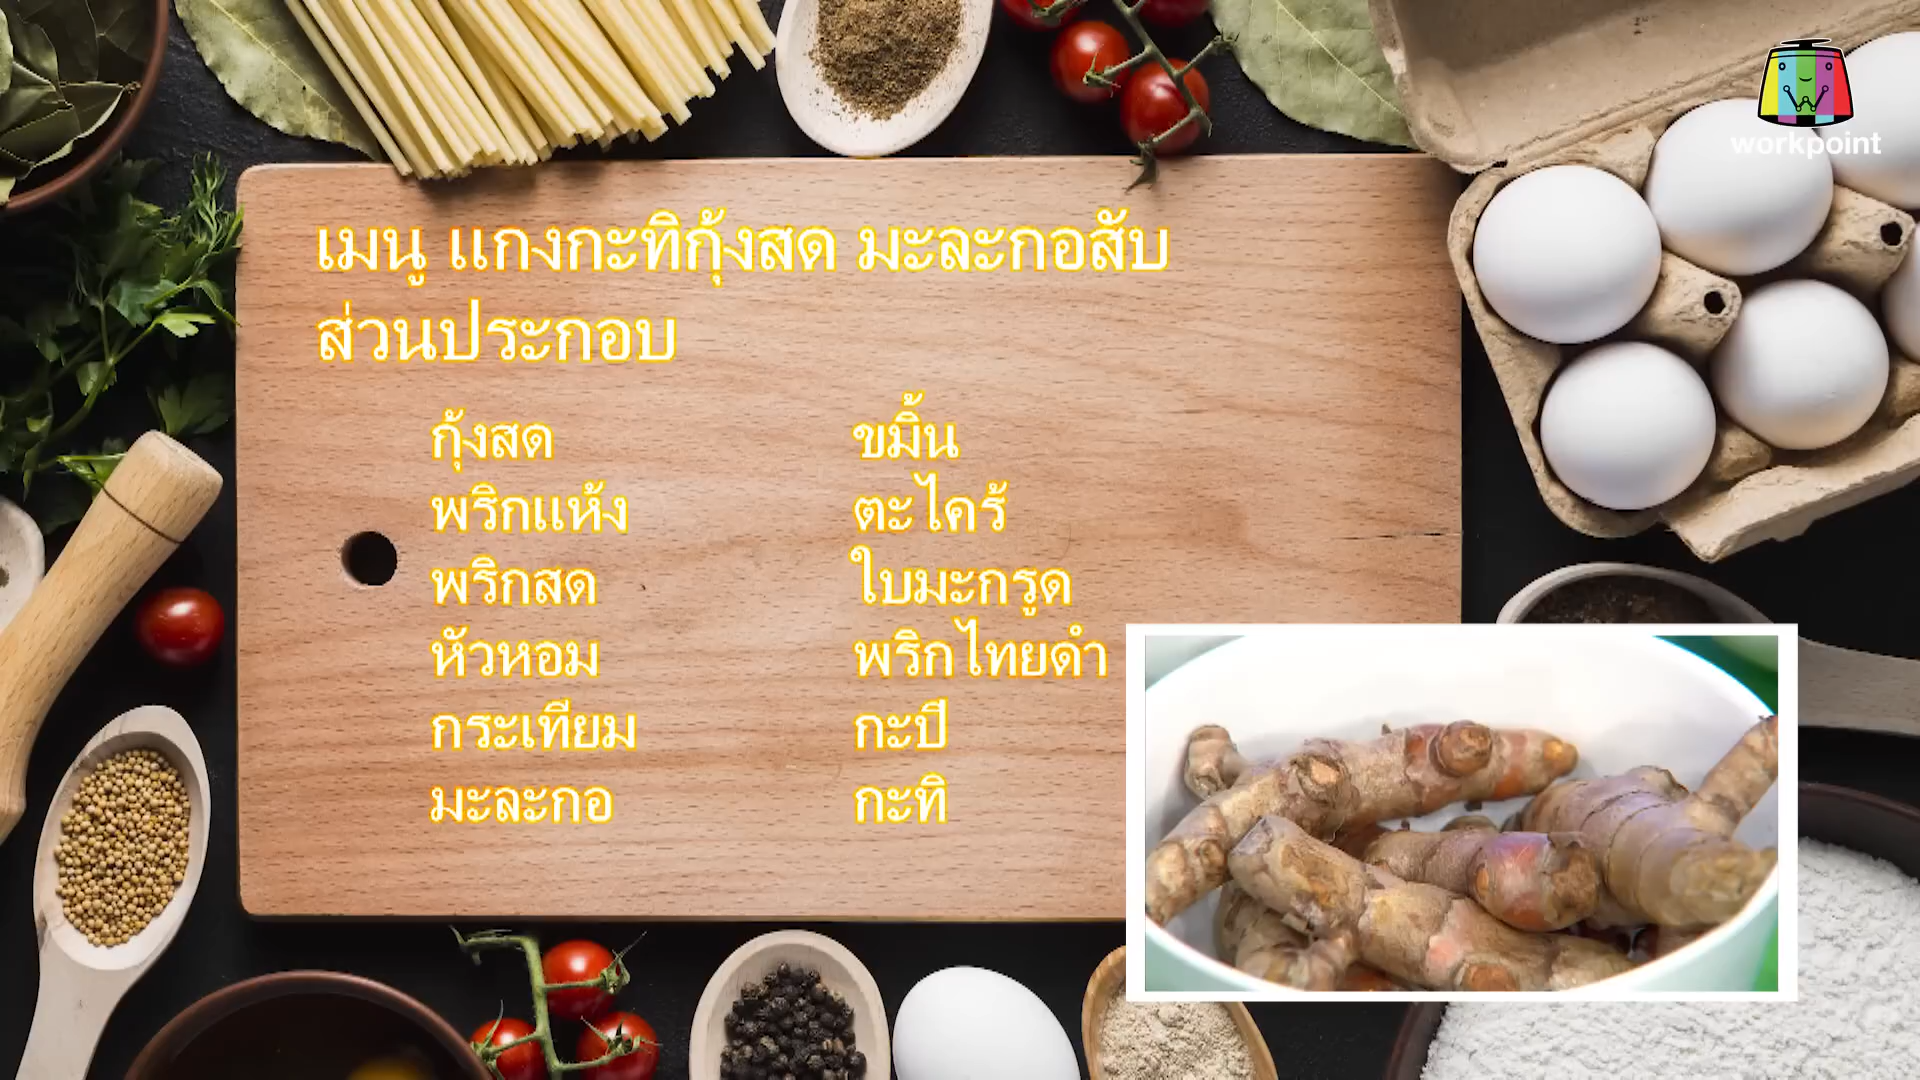 workpoint
เมนู แกงกะทิกุ้งสด มะละกอสับ
ส่วนประกอบ
กุ้งสด
พริกแห้ง
พริกสด
หัวหอม
กระเทียม
มะละกอ
ขมิ้น
ตะไคร้
ใบมะกรูด
พริกไทยดำ
กะปี
กะทิ